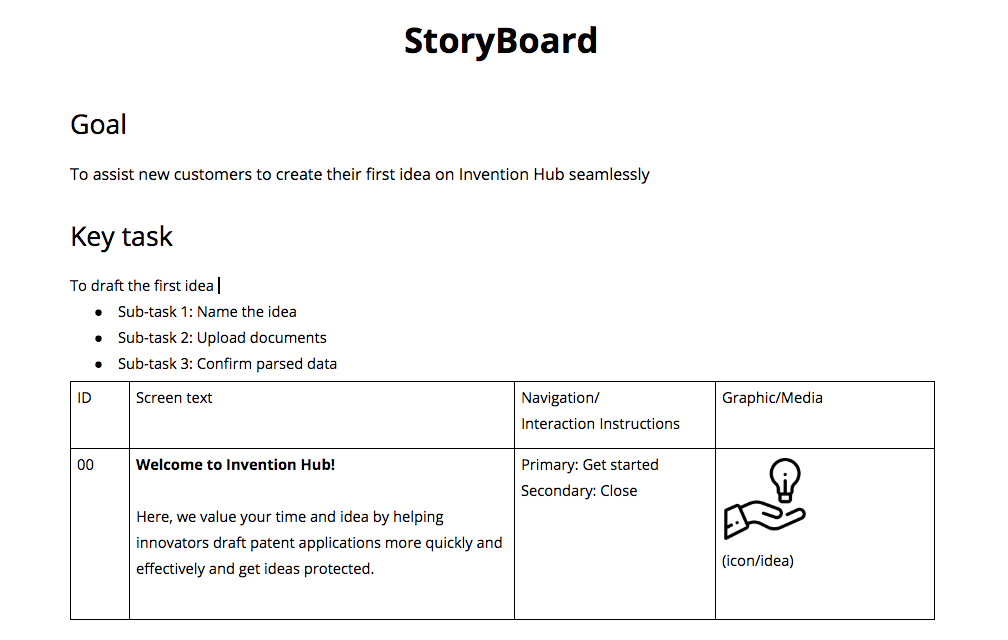 StoryBoard
Goal
To assist new customers to create their first idea on Invention Hub seamlessly
Key task
To draft the first idea
● Sub-task 1: Name the idea
● Sub-task 2: Upload documents
● Sub-task 3: Confirm parsed data
ID
Screen text
Navigation/
Interaction Instructions
Graphic/Media
00
Welcome to Invention Hub!
Here, we value your time and idea by helping
innovators draft patent applications more quickly and
effectively and get ideas protected.
Primary: Get started
Secondary: Close
(icon/idea)